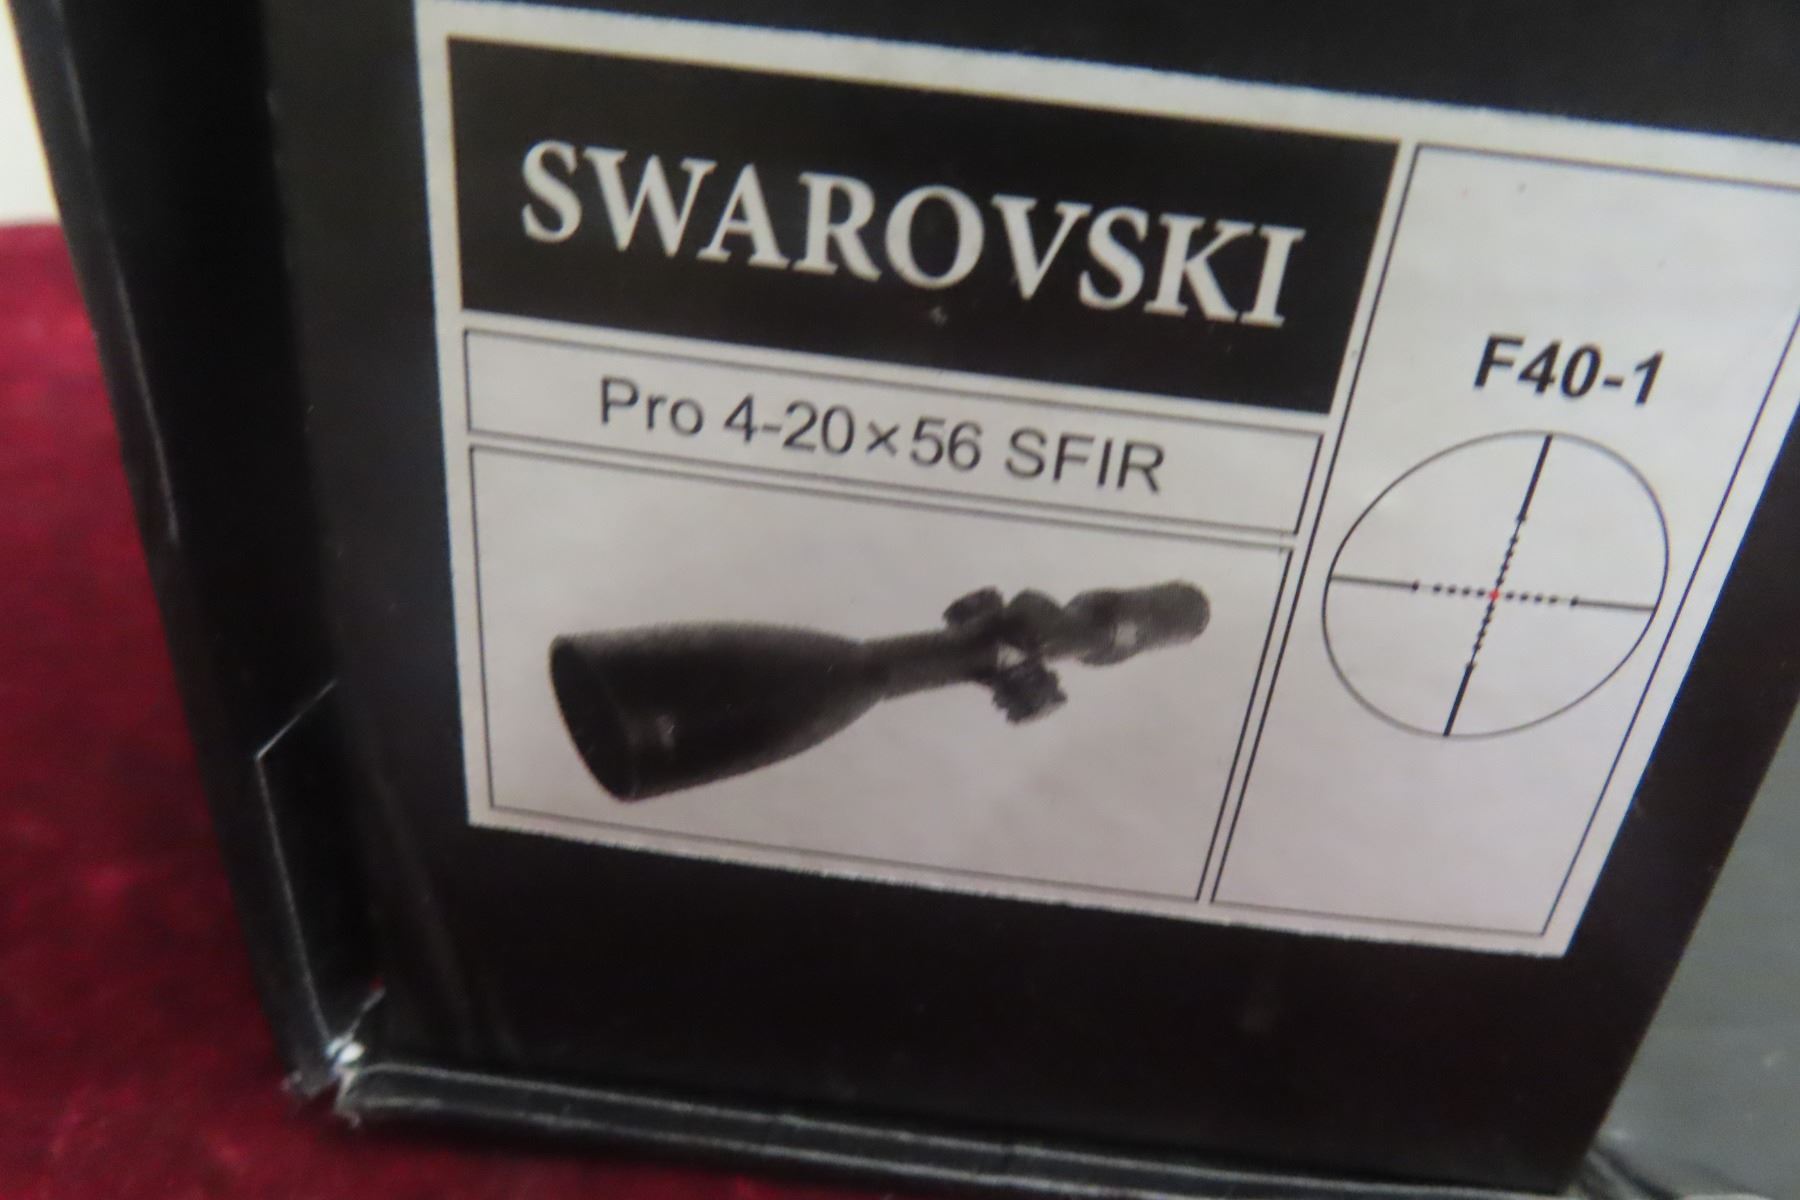 SWAROVSKI
Pro 4-20×56 SFIR
F40-1